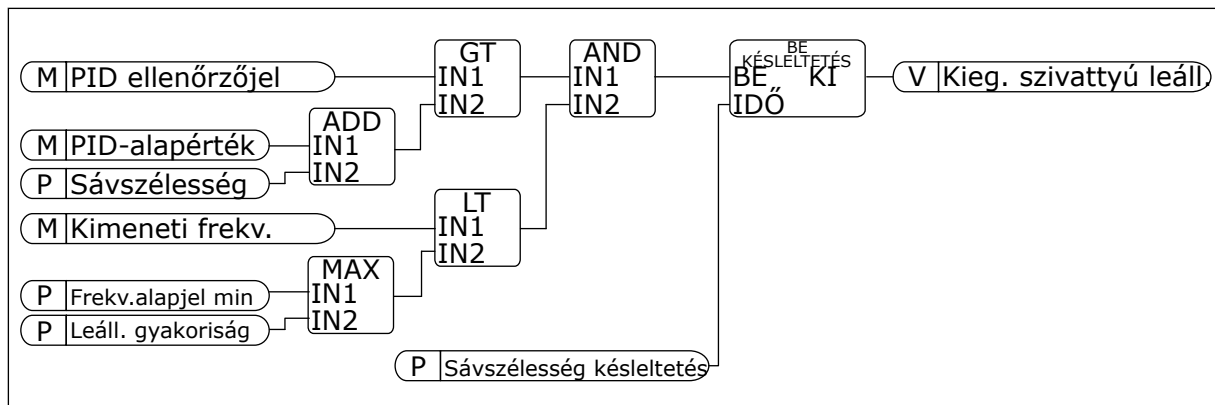 GT
AND
BE
KÉSLELTETÉS
M PID ellenőrzőjel
IN1
IN1
BE KI
V Kieg. szivattyú leáll.
IN2
IN2
IDŐ
ADD
M PID-alapérték
IN1
P Sávszélesség
IN2
LT
M Kimeneti frekv.
IN1
IN2
MAX
P Frekv.alapjel min
IN1
P Leáll. gyakoriság
IN2
P Sávszélesség késleltetés